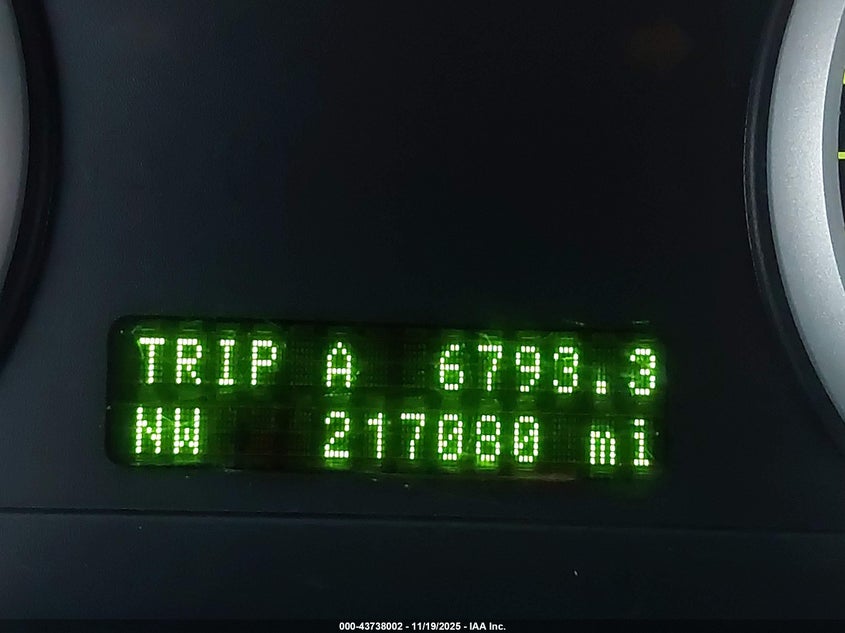 TRIP A 6793.3
NW 217080 mi
000-43738002 - 11/19/2025 - IAA Inc.